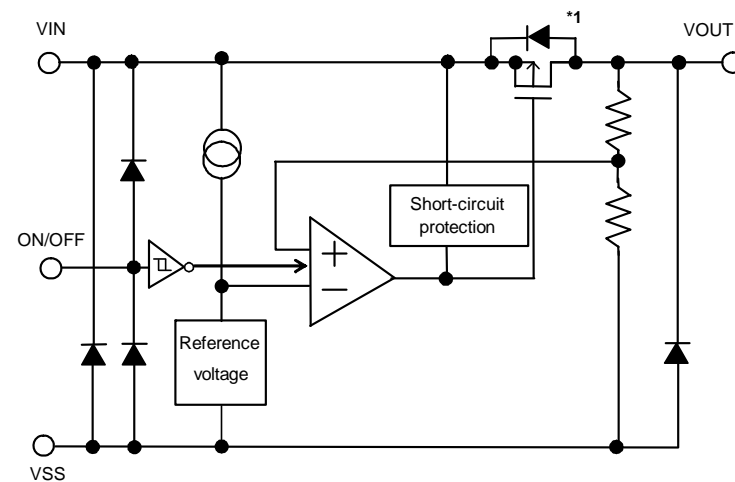 *1
VIN
VOUT
Short-circuit
protection
ON/OFF
+
−
Reference
voltage
VSS